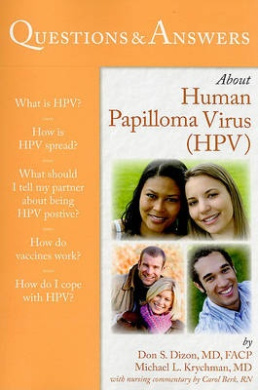 QUESTIONS & ANSWERS
About
Human
Papilloma Virus
(HPV)
What is HPV?
How is
HPV spread?
What should
I tell my partner
about being
HPV postive?
How do
vaccines work?
How do I cope
with HPV?
by
Don S. Dizon, MD, FACP
Michael L. Krychman, MD
with nursing commentary by Carol Berk, RN